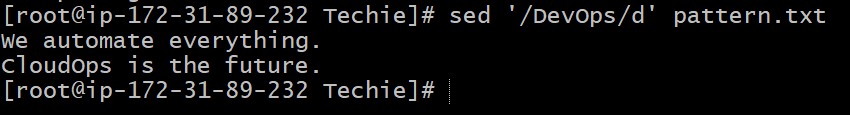 [root@ip-172-31-89-232 Techie]# sed '/DevOps/d' pattern.txt
We automate everything.
CloudOps is the future.
[root@ip-172-31-89-232 Techie]#